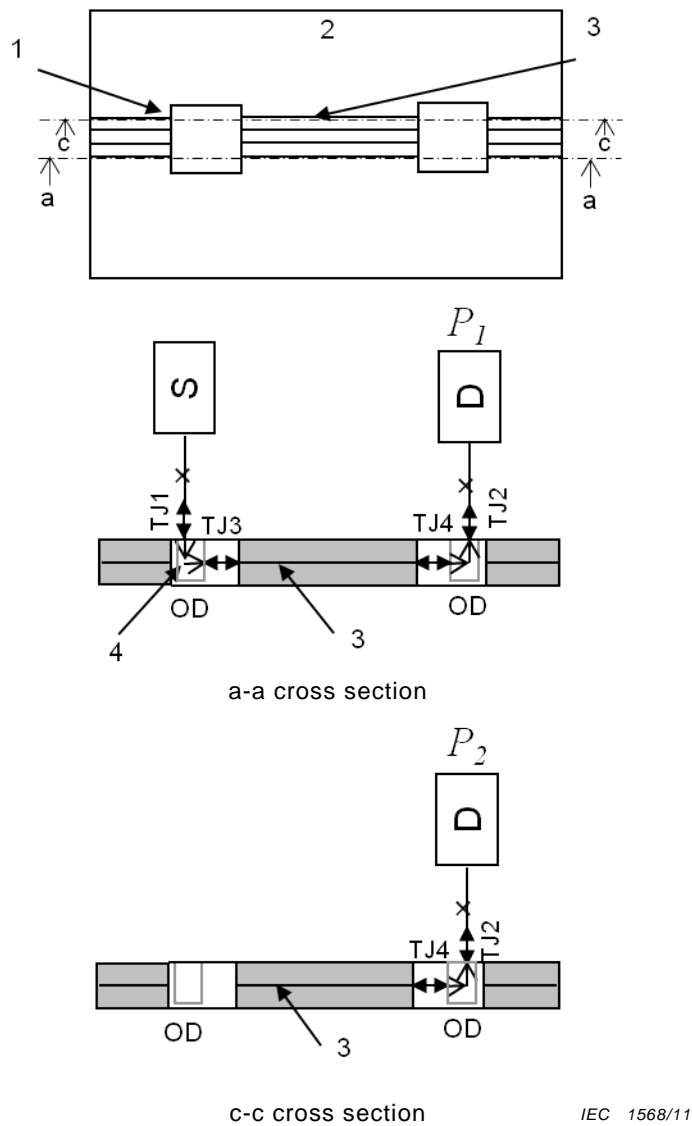 1 2 3
c c
a a
P1
S D
TJ1 TJ3 TJ4 TJ2
4 OD 3 OD
a-a cross section
P2
D
TJ4 TJ2
OD 3 OD
c-c cross section IEC 1568/11